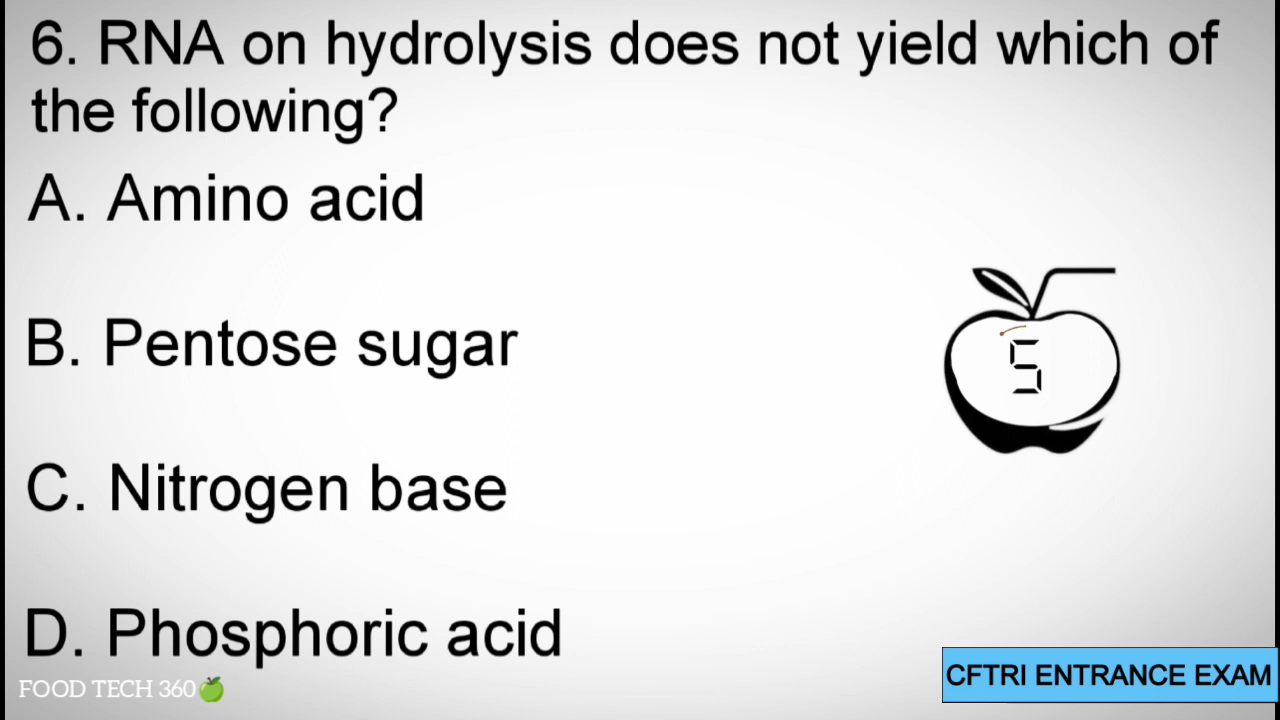 6. RNA on hydrolysis does not yield which of
the following?
A. Amino acid
5
B. Pentose sugar
C. Nitrogen base
D. Phosphoric acid
CFTRI ENTRANCE EXAM
FOOD TECH 360